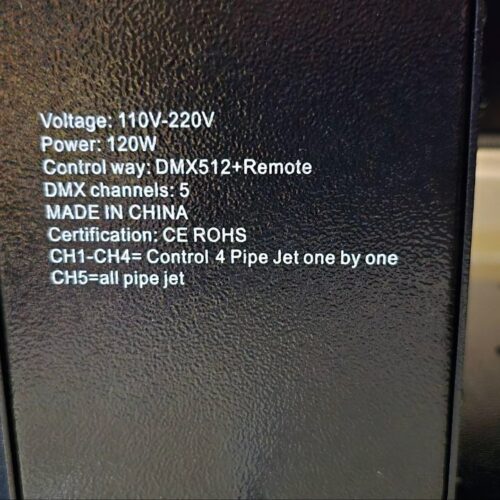 Voltage: 110V-220V
Power: 120W
Control way: DMX512+Remote
DMX channels: 5
MADE IN CHINA
Certification: CE ROHS
CH1-CH4= Control 4 Pipe Jet one by one
CH5=all pipe jet